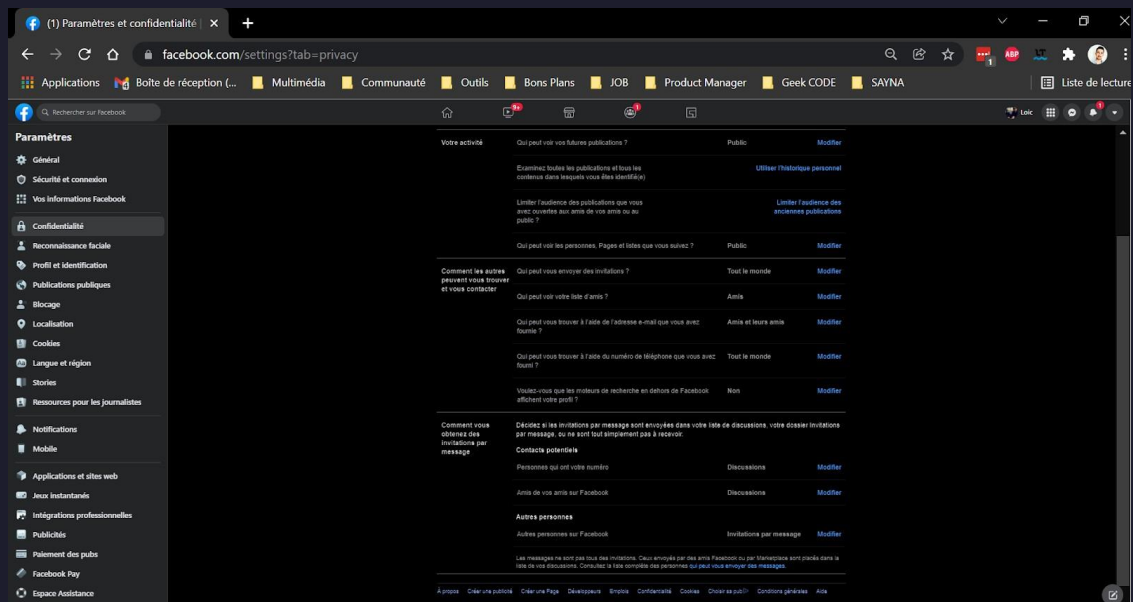 (1) Paramètres et confidentialité
facebook.com/settings?tab=privacy
1
ABP
LT
Applications
Boîte de réception (...
Multimédia
Communauté
Outils
Bons Plans
JOB
Product Manager
Geek CODE
SAYNA
Liste de lecture
Rechercher sur Facebook
9+
1
Loic
1
Paramètres
Général
Sécurité et connexion
Vos informations Facebook
Confidentialité
Reconnaissance faciale
Profil et identification
Publications publiques
Blocage
Localisation
Cookies
Langue et région
Stories
Ressources pour les journalistes
Notifications
Mobile
Applications et sites web
Jeux instantanés
Intégrations professionnelles
Publicités
Paiement des pubs
Facebook Pay
Espace Assistance
Votre activité
Qui peut voir vos futures publications ?
Public
Modifier
Examinez toutes les publications et tous les
contenus dans lesquels vous êtes identifié(e)
Utiliser l'historique personnel
Limiter l'audience des publications que vous
avez ouvertes aux amis de vos amis ou au
public ?
Limiter l'audience des
anciennes publications
Qui peut voir les personnes, Pages et listes que vous suivez ?
Public
Modifier
Comment les autres
peuvent vous trouver
et vous contacter
Qui peut vous envoyer des invitations ?
Tout le monde
Modifier
Qui peut voir votre liste d'amis ?
Amis
Modifier
Qui peut vous trouver à l'aide de l'adresse e-mail que vous avez
fournie ?
Amis et leurs amis
Modifier
Qui peut vous trouver à l'aide du numéro de téléphone que vous avez
fourni ?
Tout le monde
Modifier
Voulez-vous que les moteurs de recherche en dehors de Facebook
affichent votre profil ?
Non
Modifier
Comment vous
obtenez des
invitations par
message
Décidez si les invitations par message sont envoyées dans votre liste de discussions, votre dossier Invitations
par message, ou ne sont tout simplement pas à recevoir.
Contacts potentiels
Personnes qui ont votre numéro
Discussions
Modifier
Amis de vos amis sur Facebook
Discussions
Modifier
Autres personnes
Autres personnes sur Facebook
Invitations par message
Modifier
Les messages ne sont pas tous des invitations. Ceux envoyés par des amis Facebook ou par Marketplace sont placés dans la
liste de vos discussions. Consultez la liste complète des personnes qui peut vous envoyer des messages.
À propos
Créer une publicité
Créer une Page
Développeurs
Emplois
Confidentialité
Cookies
Choisir sa pub
Conditions générales
Aide